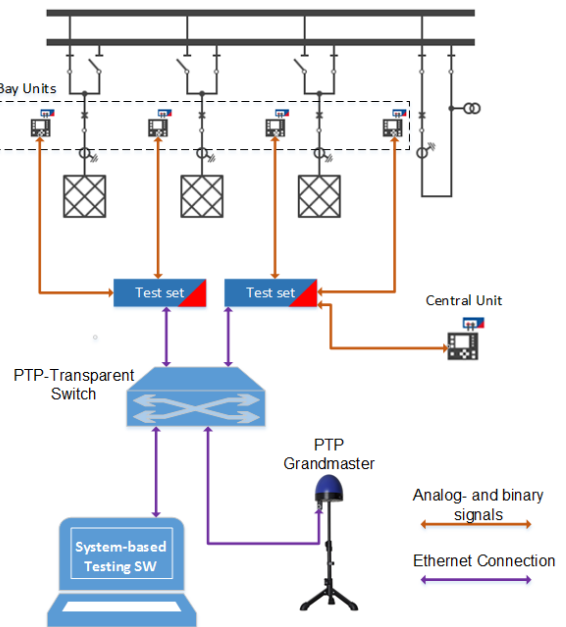 Bay Units
Test set
Test set
Central Unit
PTP-Transparent
Switch
PTP
Grandmaster
Analog- and binary
signals
System-based
Testing SW
Ethernet Connection